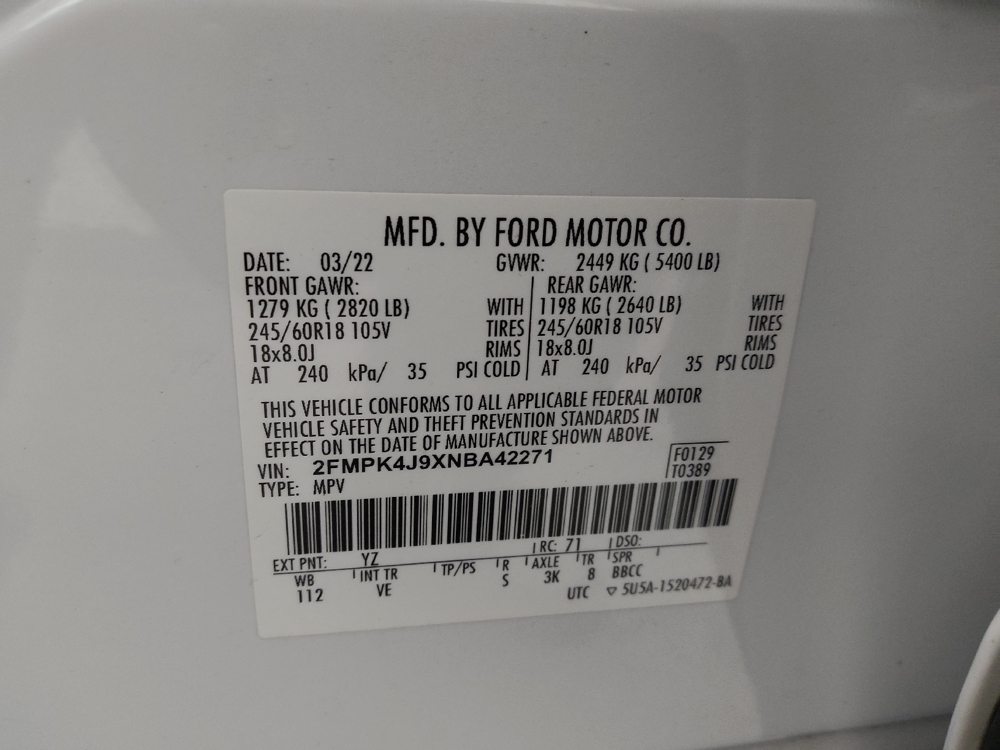 MFD. BY FORD MOTOR CO.
DATE: 03/22 GVWR: 2449 KG ( 5400 LB)
FRONT GAWR: REAR GAWR:
1279 KG ( 2820 LB) WITH 1198 KG ( 2640 LB) WITH
245/60R18 105V TIRES 245/60R18 105V TIRES
18x8.0J RIMS 18x8.0J RIMS
AT 240 kPa/ 35 PSI COLD AT 240 kPa/ 35 PSI COLD
THIS VEHICLE CONFORMS TO ALL APPLICABLE FEDERAL MOTOR
VEHICLE SAFETY AND THEFT PREVENTION STANDARDS IN
EFFECT ON THE DATE OF MANUFACTURE SHOWN ABOVE.
VIN: 2FMPK4J9XNBA42271 F0129
TYPE: MPV T0389
EXT PNT: YZ RC: 71 DSO:
WB INT TR TP/PS R AXLE TR SPR
112 VE S 3K 8 BBCC
UTC ▽ 5U5A-1520472-BA